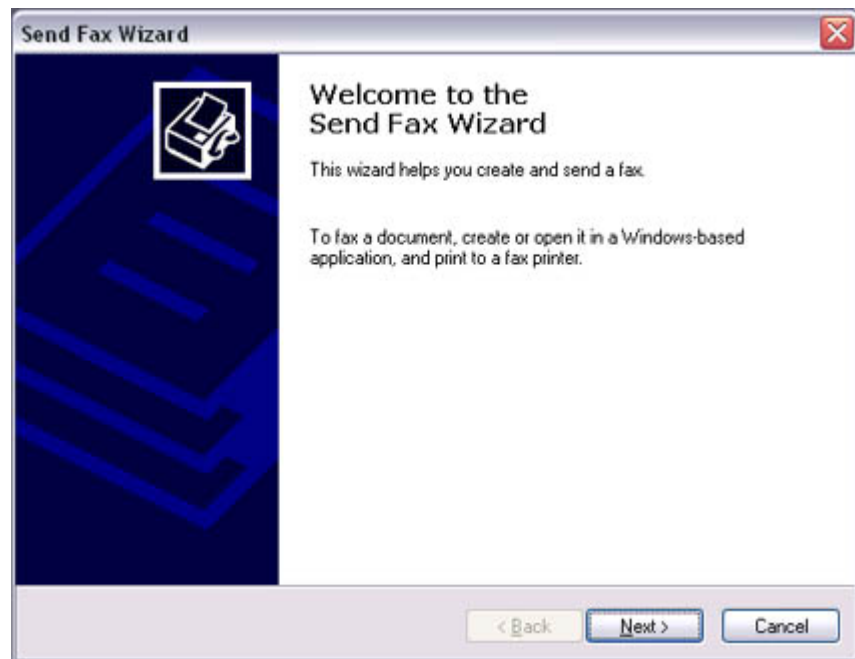 Send Fax Wizard
Welcome to the
Send Fax Wizard
This wizard helps you create and send a fax.
To fax a document, create or open it in a Windows-based
application, and print to a fax printer.
< Back Next > Cancel